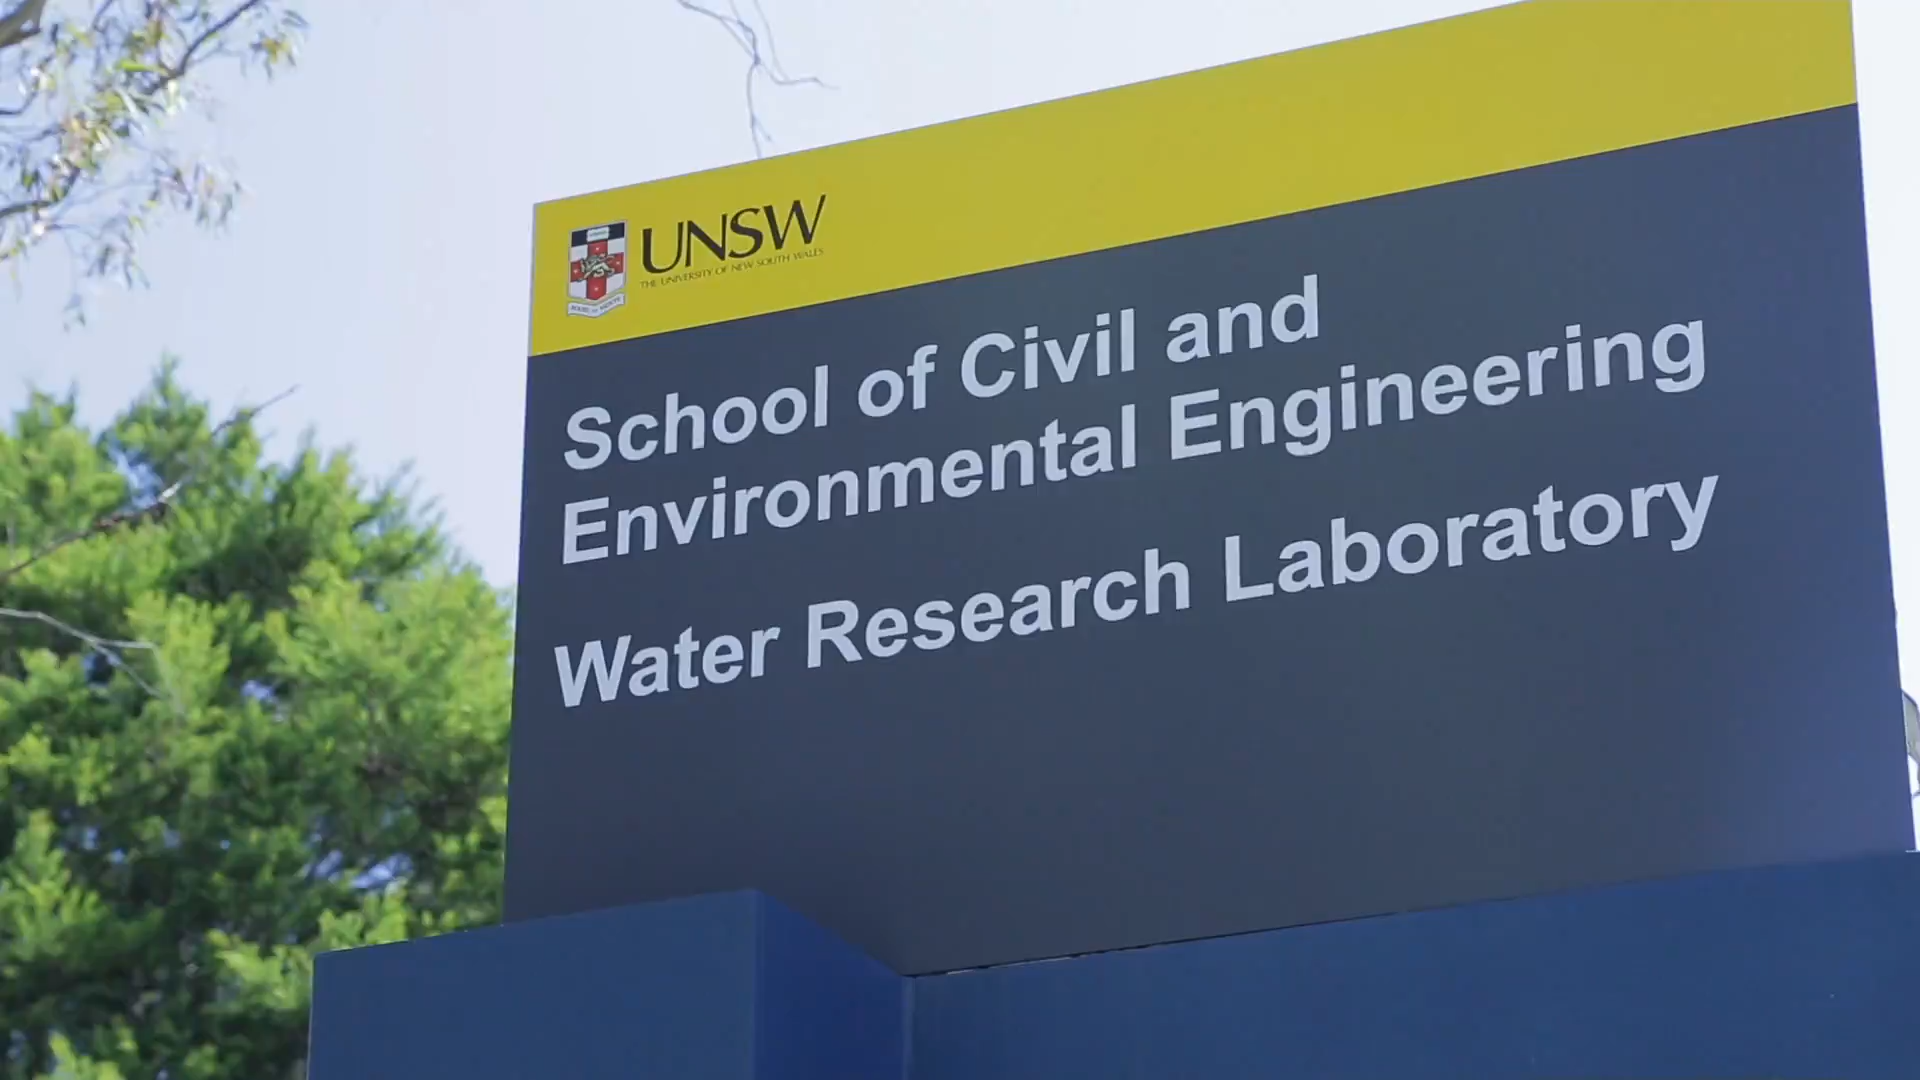 UNSW
THE UNIVERSITY OF NEW SOUTH WALES
School of Civil and
Environmental Engineering
Water Research Laboratory